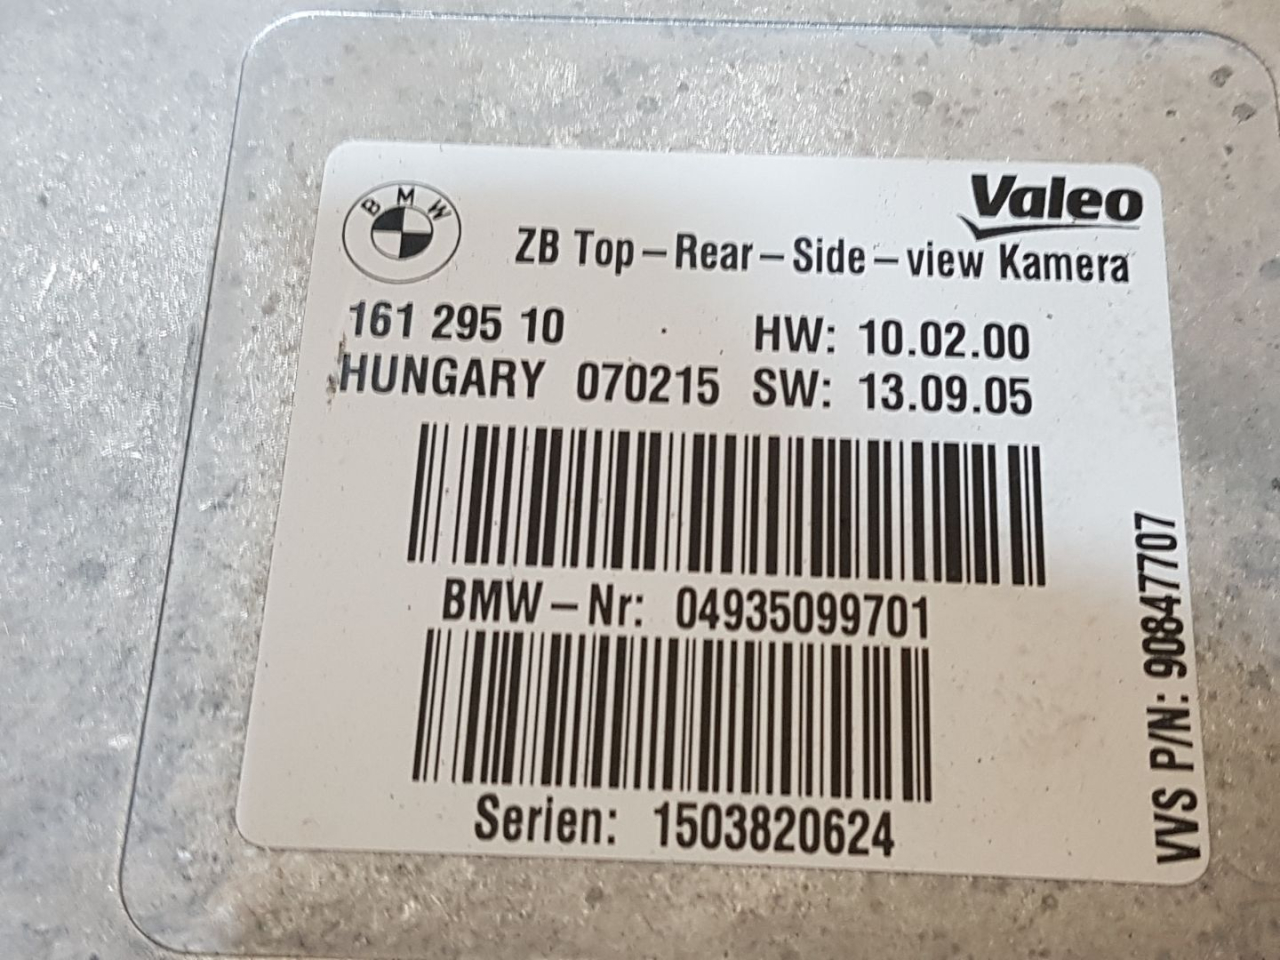 BMW
Valeo
ZB Top-Rear-Side-view Kamera
161 295 10 HW: 10.02.00
HUNGARY 070215 SW: 13.09.05
BMW-Nr: 04935099701
Serien: 1503820624
VVS P/N: 90847707